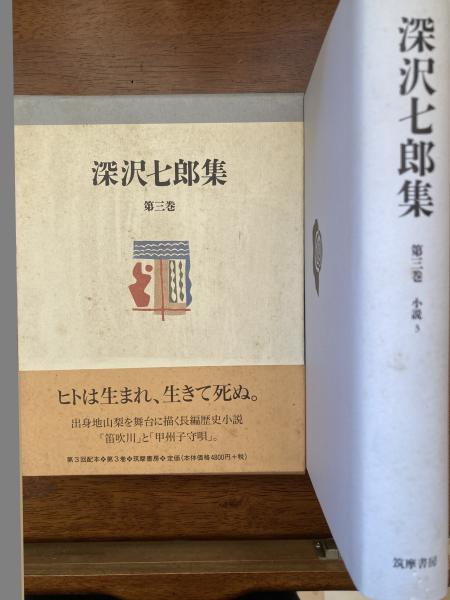 深沢七郎集
第三巻
ヒトは生まれ、生きて死ぬ。
出身地山梨を舞台に描く長編歴史小説
「笛吹川」と「甲州子守唄」。
第3回配本❖第3巻❖筑摩書房❖定価(本体価格4800円+税)
深沢七郎集
第三巻 小説3
筑摩書房